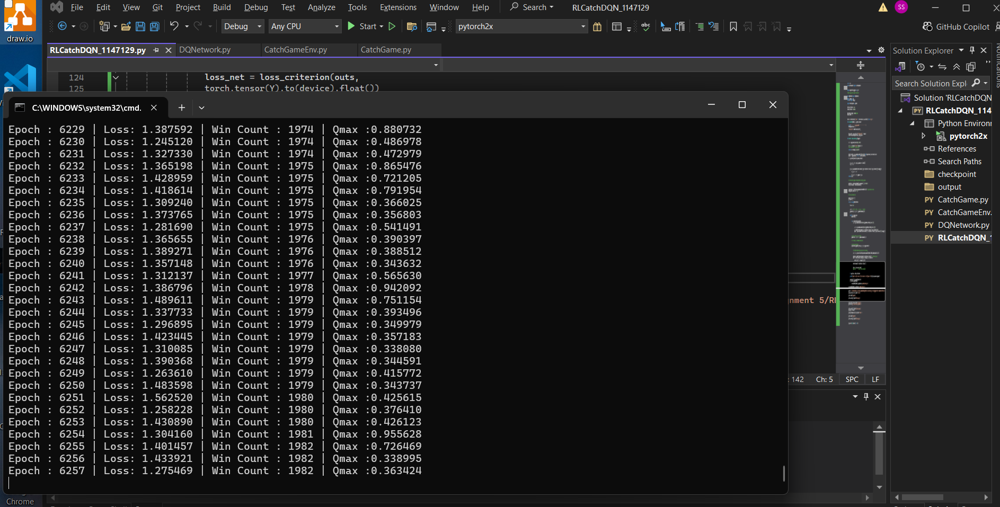 File Edit View Git Project Build Debug Test Analyze Tools Extensions Window Help Search RLCatchDQN_1147129 SS
draw.io
Debug Any CPU Start pytorch2x abc GitHub Copilot
RLCatchDQN_1147129.py DQNetwork.py CatchGameEnv.py CatchGame.py
124 loss_net = loss_criterion(outs,
125 torch.tensor(Y).to(device).float())
C:\WINDOWS\system32\cmd.
Epoch : 6229 | Loss: 1.387592 | Win Count : 1974 | Qmax :0.880732
Epoch : 6230 | Loss: 1.245120 | Win Count : 1974 | Qmax :0.486978
Epoch : 6231 | Loss: 1.327330 | Win Count : 1974 | Qmax :0.472979
Epoch : 6232 | Loss: 1.365198 | Win Count : 1975 | Qmax :0.865476
Epoch : 6233 | Loss: 1.428959 | Win Count : 1975 | Qmax :0.721205
Epoch : 6234 | Loss: 1.418614 | Win Count : 1975 | Qmax :0.791954
Epoch : 6235 | Loss: 1.309240 | Win Count : 1975 | Qmax :0.366025
Epoch : 6236 | Loss: 1.373765 | Win Count : 1975 | Qmax :0.356803
Epoch : 6237 | Loss: 1.281690 | Win Count : 1975 | Qmax :0.541491
Epoch : 6238 | Loss: 1.365655 | Win Count : 1976 | Qmax :0.390397
Epoch : 6239 | Loss: 1.389271 | Win Count : 1976 | Qmax :0.388512
Epoch : 6240 | Loss: 1.357148 | Win Count : 1976 | Qmax :0.343632
Epoch : 6241 | Loss: 1.312137 | Win Count : 1977 | Qmax :0.565630
Epoch : 6242 | Loss: 1.386796 | Win Count : 1978 | Qmax :0.942092
Epoch : 6243 | Loss: 1.489611 | Win Count : 1979 | Qmax :0.751154
Epoch : 6244 | Loss: 1.337733 | Win Count : 1979 | Qmax :0.393496
Epoch : 6245 | Loss: 1.296895 | Win Count : 1979 | Qmax :0.349979
Epoch : 6246 | Loss: 1.423445 | Win Count : 1979 | Qmax :0.357183
Epoch : 6247 | Loss: 1.310085 | Win Count : 1979 | Qmax :0.338080
Epoch : 6248 | Loss: 1.390368 | Win Count : 1979 | Qmax :0.344591
Epoch : 6249 | Loss: 1.263610 | Win Count : 1979 | Qmax :0.415772
Epoch : 6250 | Loss: 1.483598 | Win Count : 1979 | Qmax :0.343737
Epoch : 6251 | Loss: 1.562520 | Win Count : 1980 | Qmax :0.425615
Epoch : 6252 | Loss: 1.258228 | Win Count : 1980 | Qmax :0.376410
Epoch : 6253 | Loss: 1.430890 | Win Count : 1980 | Qmax :0.426123
Epoch : 6254 | Loss: 1.304160 | Win Count : 1981 | Qmax :0.955628
Epoch : 6255 | Loss: 1.401457 | Win Count : 1982 | Qmax :0.726469
Epoch : 6256 | Loss: 1.433921 | Win Count : 1982 | Qmax :0.338995
Epoch : 6257 | Loss: 1.275469 | Win Count : 1982 | Qmax :0.363424
nment 5/Rl
: 142 Ch: 5 SPC LF
Solution Explorer
Notifications
Search Solution Expl
Solution 'RLCatchDQN
PY RLCatchDQN_114
Python Environ
pytorch2x
References
Search Paths
checkpoint
output
PY CatchGame.py
PY CatchGameEnv.
PY DQNetwork.py
PY RLCatchDQN_1
Chrome